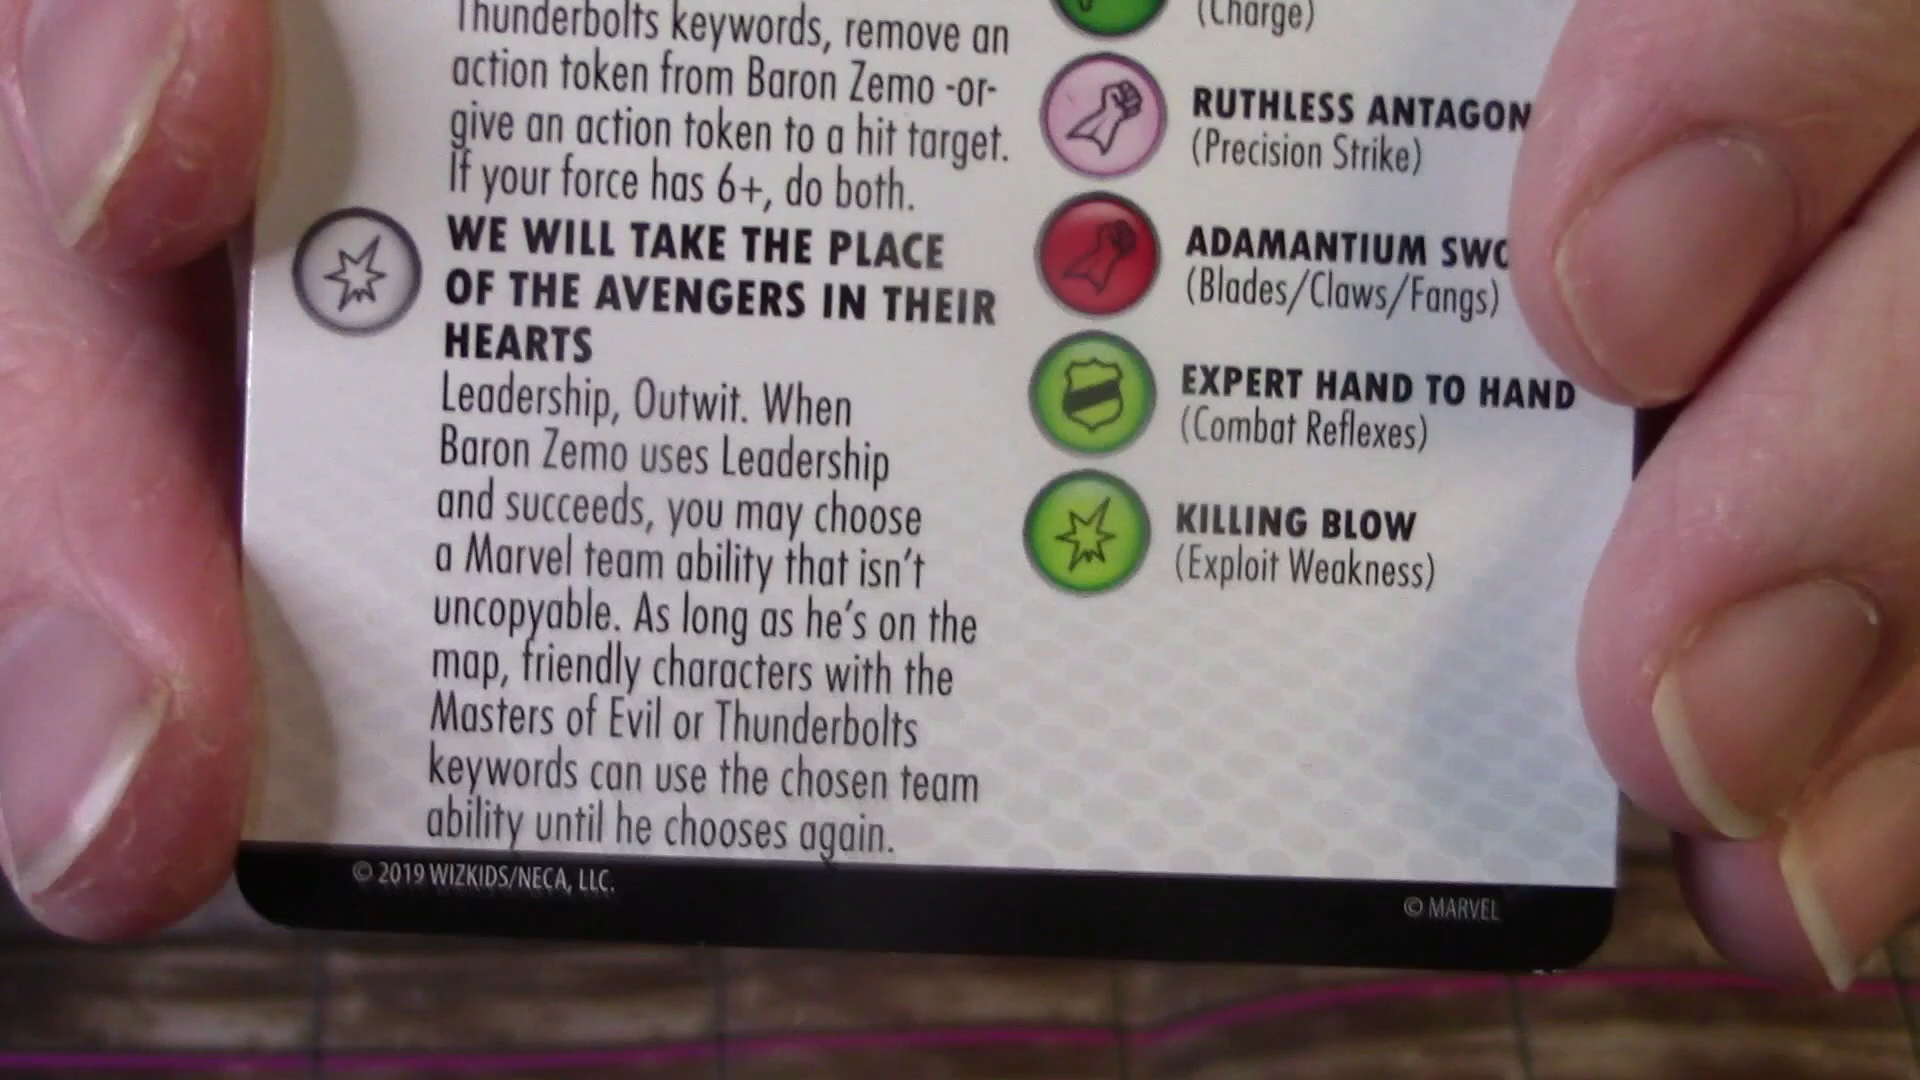 Thunderbolts keywords, remove an
action token from Baron Zemo -or-
give an action token to a hit target.
If your force has 6+, do both.
WE WILL TAKE THE PLACE
OF THE AVENGERS IN THEIR
HEARTS
Leadership, Outwit. When
Baron Zemo uses Leadership
and succeeds, you may choose
a Marvel team ability that isn't
uncopyable. As long as he's on the
map, friendly characters with the
Masters of Evil or Thunderbolts
keywords can use the chosen team
ability until he chooses again.
(Charge)
RUTHLESS
(Precision Strike)
ADAMANTIUM
(Blades/Claws/Fangs)
EXPERT HAND TO HAND
(Combat Reflexes)
KILLING BLOW
(Exploit Weakness)
© 2019 WIZKIDS/NECA, LLC.
© MARVEL